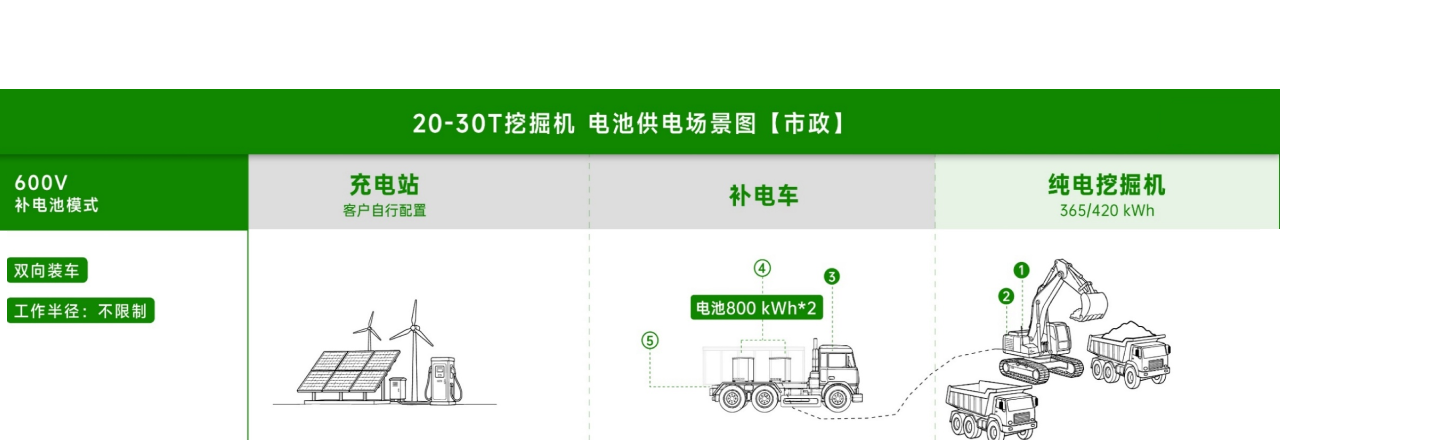 20-30T挖掘机 电池供电场景图【市政】
600V
补电池模式
充电站
客户自行配置
补电车
纯电挖掘机
365/420 kWh
双向装车
工作半径：不限制
④
❸
电池800 kWh*2
⑤
❶
❷